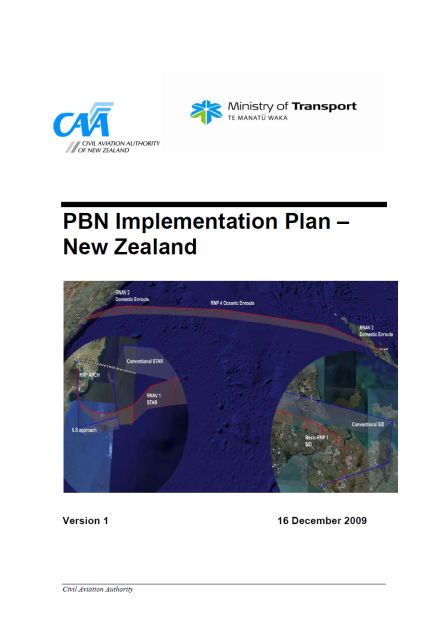 CAA
CIVIL AVIATION AUTHORITY
OF NEW ZEALAND
Ministry of Transport
TE MANATŪ WAKA
PBN Implementation Plan –
New Zealand
RNAV 2
Domestic Enroute
RNP 4 Oceanic Enroute
RNAV 2
Domestic Enroute
Conventional STAR
RNP APCH
RNAV 1
STAR
ILS approach
Conventional SID
Basic RNP 1
SID
Version 1
16 December 2009
Civil Aviation Authority